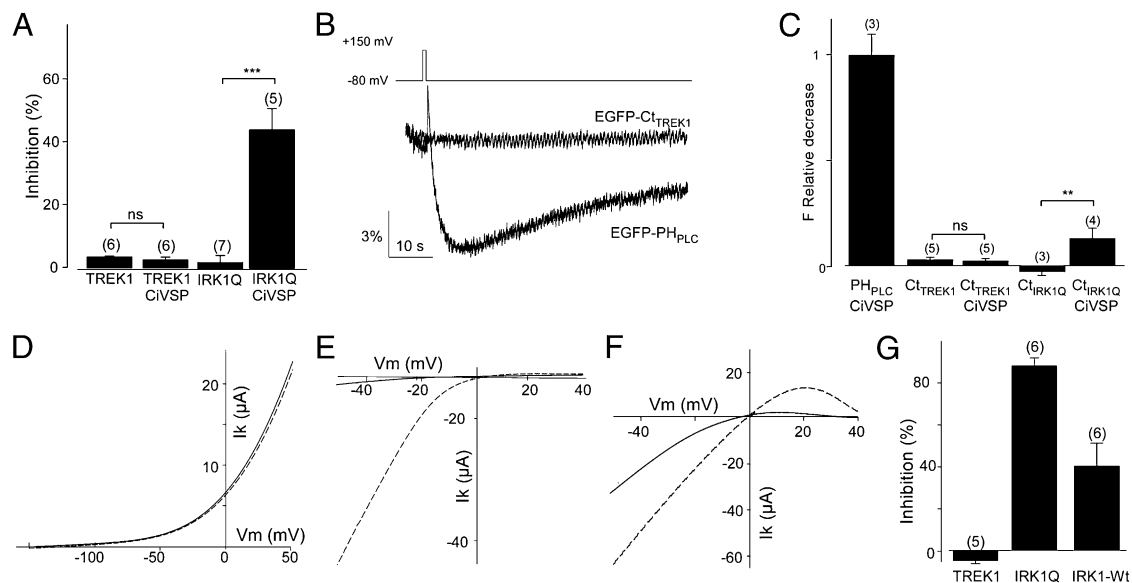 A
Inhibition (%)
60
40
20
0
ns
***
(6)
(6)
(7)
(5)
TREK1
TREK1
CiVSP
IRK1Q
IRK1Q
CiVSP
B
+150 mV
-80 mV
EGFP-CtTREK1
EGFP-PHPLC
3%
10 s
C
F Relative decrease
1
0
(3)
(5)
ns
(5)
(3)
**
(4)
PHPLC
CiVSP
CtTREK1
CtTREK1
CiVSP
CtIRK1Q
CtIRK1Q
CiVSP
D
Ik (µA)
20
10
Vm (mV)
-100
-50
0
50
E
Vm (mV)
-40
-20
20
40
-20
Ik (µA)
-40
F
20
Vm (mV)
-40
0
20
40
-20
-40
-60
Ik (µA)
G
Inhibition (%)
80
40
0
(5)
(6)
(6)
TREK1
IRK1Q
IRK1-Wt